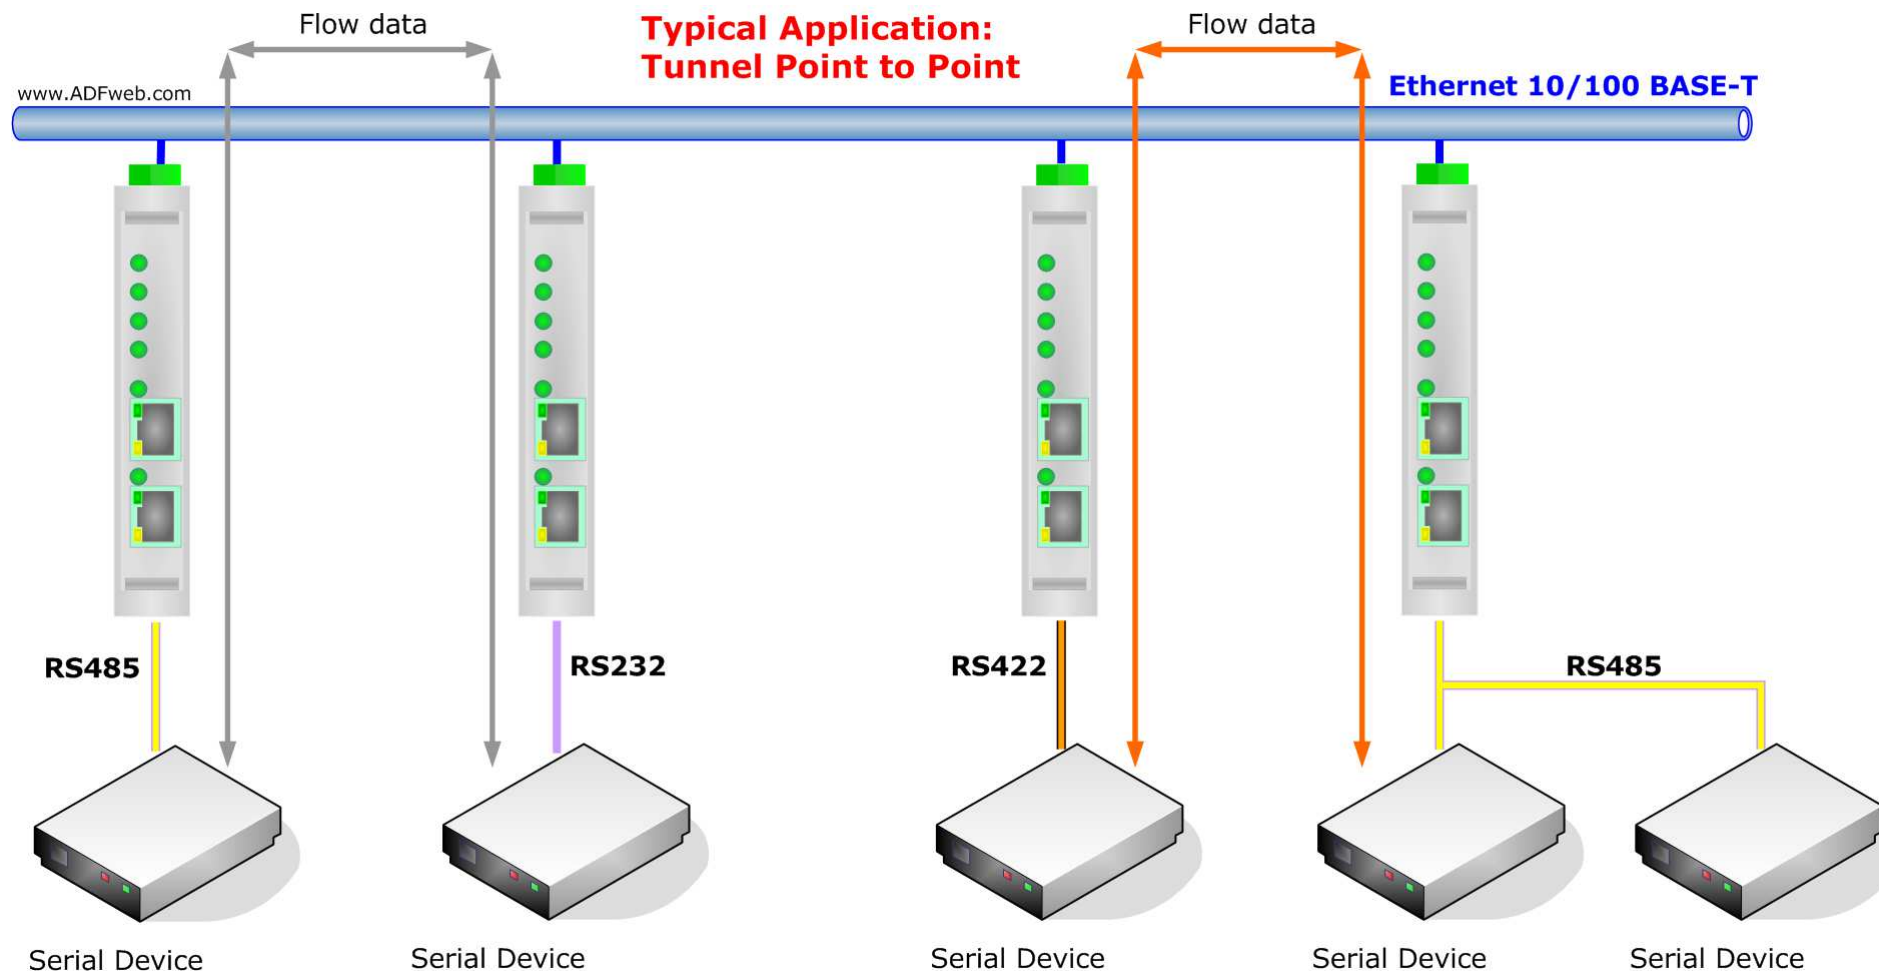 Flow data
Typical Application:
Tunnel Point to Point
Flow data
www.ADFweb.com
Ethernet 10/100 BASE-T
RS485
RS232
RS422
RS485
Serial Device
Serial Device
Serial Device
Serial Device
Serial Device